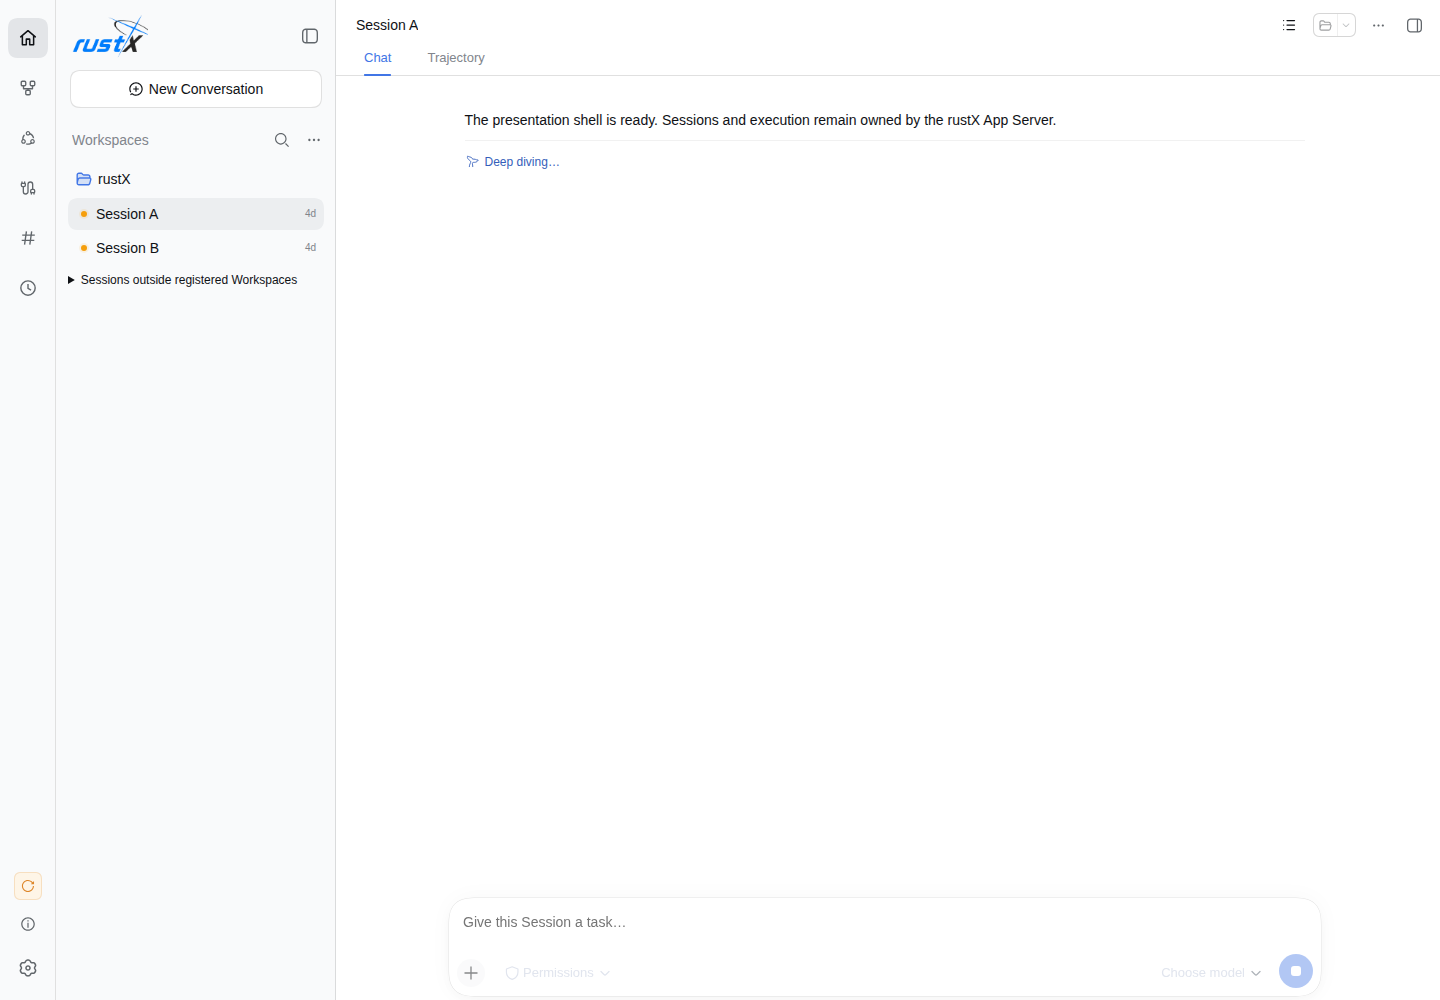 rustX
New Conversation
Workspaces
rustX
Session A 4d
Session B 4d
Sessions outside registered Workspaces
Session A
Chat Trajectory
The presentation shell is ready. Sessions and execution remain owned by the rustX App Server.
Deep diving…
Give this Session a task…
Permissions
Choose model